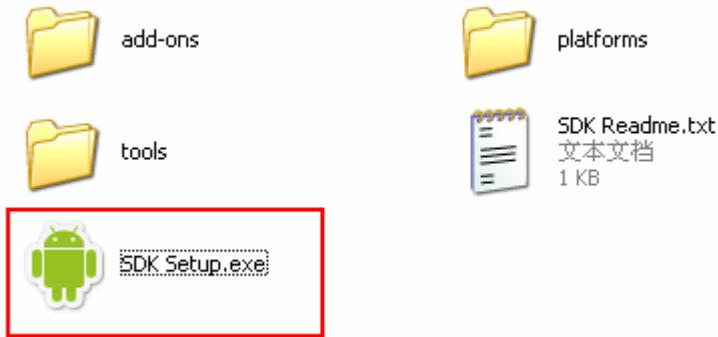 add-ons
platforms
tools
SDK Readme.txt
文本文档
1 KB
SDK Setup.exe